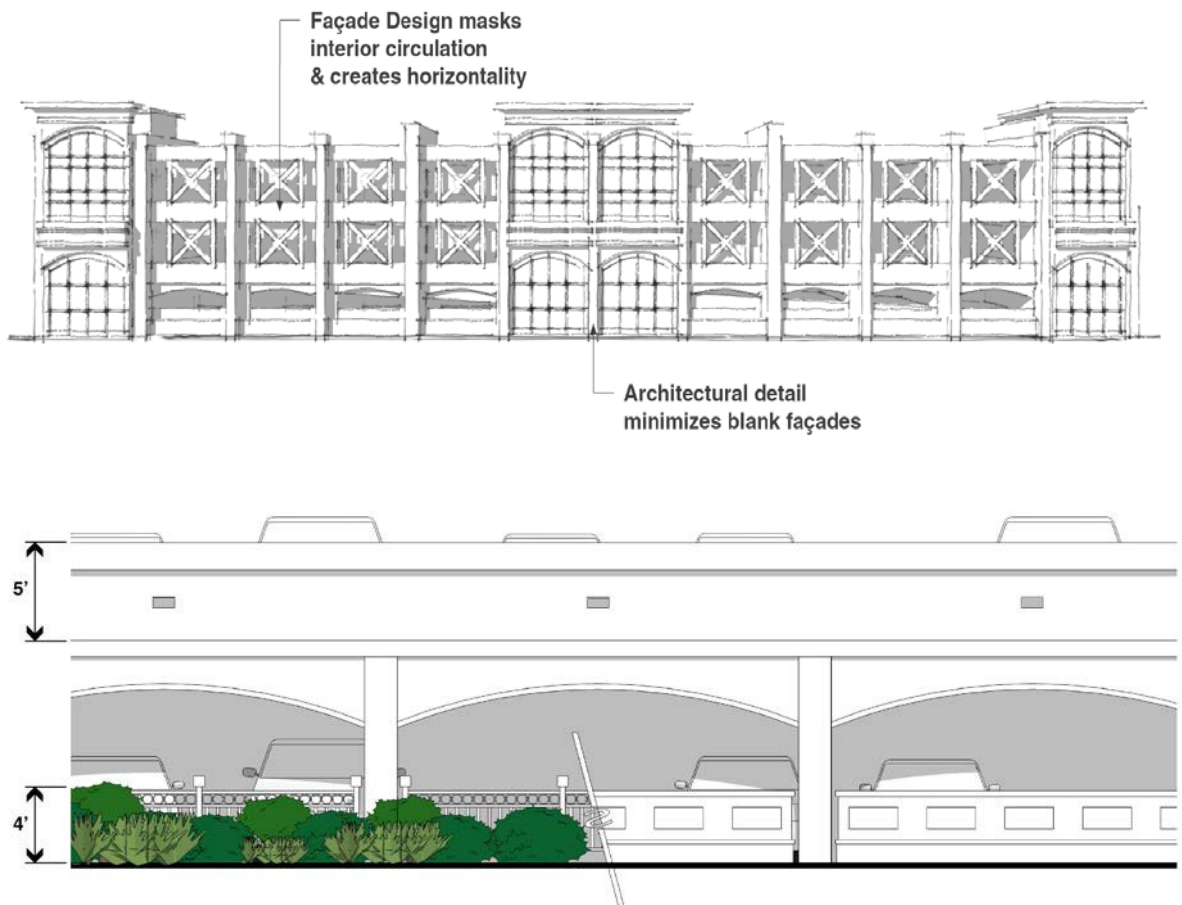 Façade Design masks
interior circulation
& creates horizontality
Architectural detail
minimizes blank façades
5'
4'